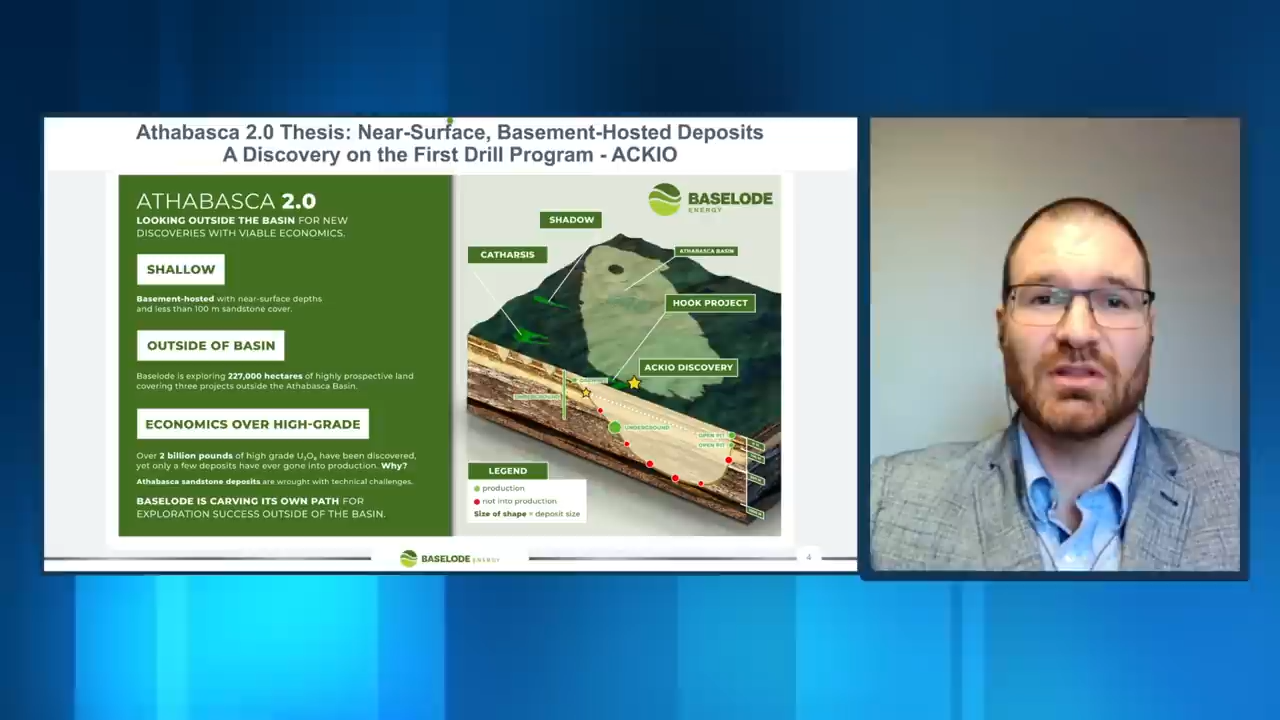 Athabasca 2.0 Thesis: Near-Surface, Basement-Hosted Deposits
A Discovery on the First Drill Program - ACKIO
ATHABASCA 2.0
LOOKING OUTSIDE THE BASIN FOR NEW
DISCOVERIES WITH VIABLE ECONOMICS.
SHALLOW
Basement-hosted with near-surface depths
and less than 100 m sandstone cover.
OUTSIDE OF BASIN
Baselode is exploring 227,000 hectares of highly prospective land
covering three projects outside the Athabasca Basin.
ECONOMICS OVER HIGH-GRADE
Over 2 billion pounds of high grade U₃O₈ have been discovered,
yet only a few deposits have ever gone into production. Why?
Athabasca sandstone deposits are wrought with technical challenges.
BASELODE IS CARVING ITS OWN PATH FOR
EXPLORATION SUCCESS OUTSIDE OF THE BASIN.
BASELODE
ENERGY
SHADOW
CATHARSIS
ATHABASCA BASIN
HOOK PROJECT
ACKIO DISCOVERY
UNDERGROUND
UNDERGROUND
OPEN PIT
OPEN PIT
LEGEND
production
not into production
Size of shape = deposit size
BASELODE ENERGY
4